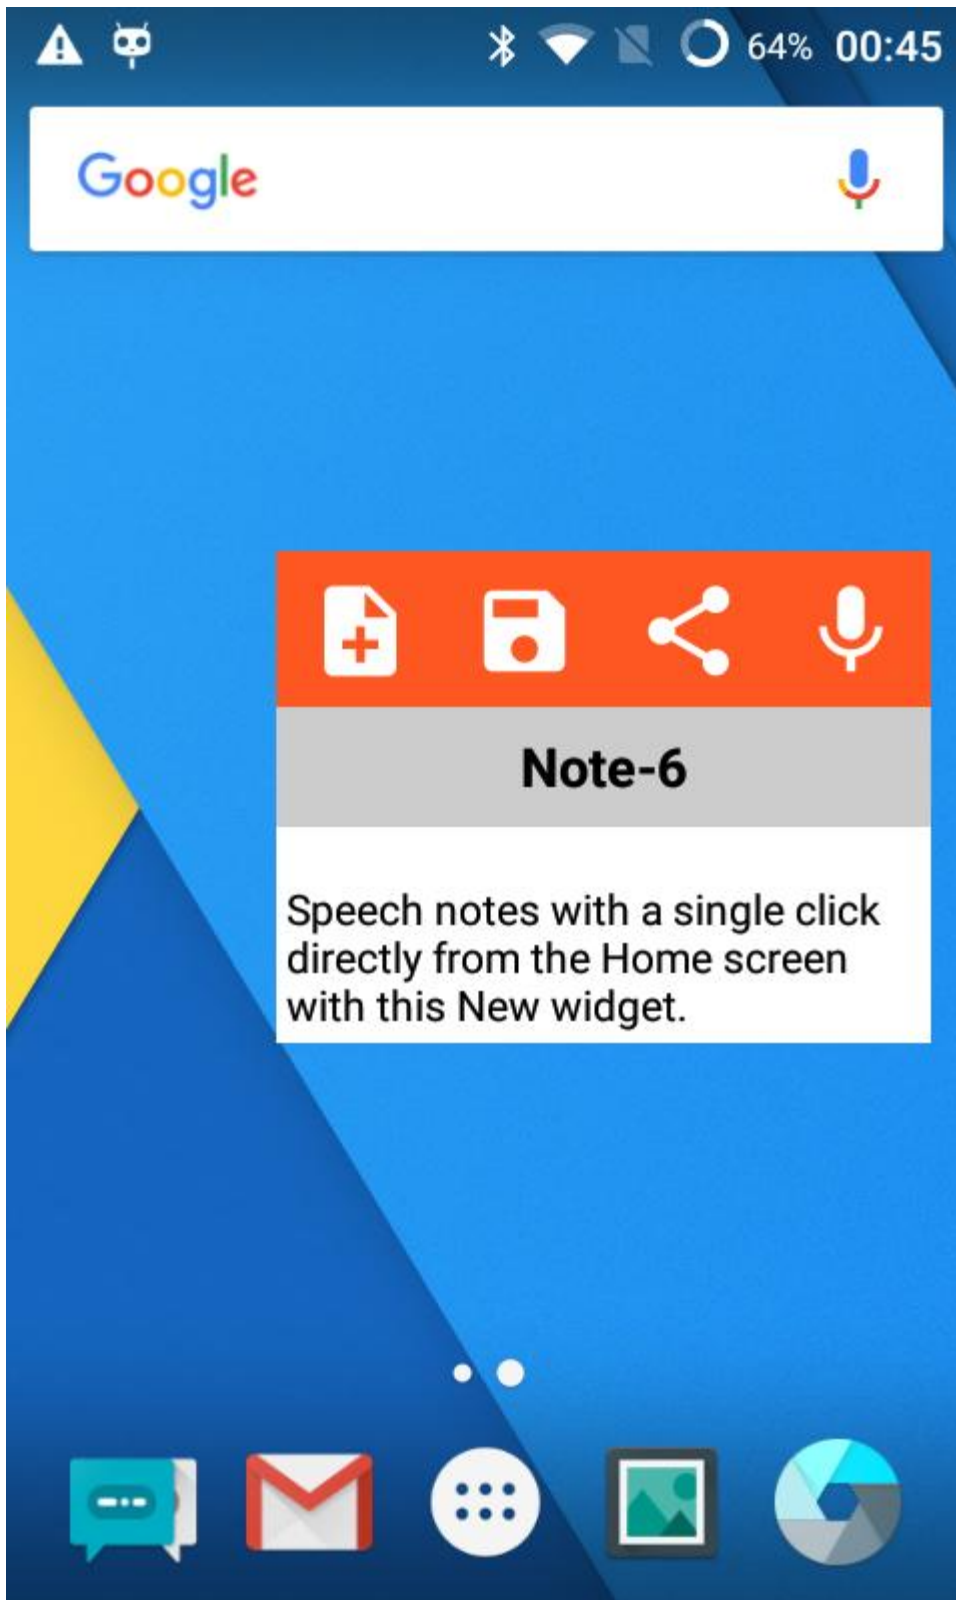 64% 00:45
Google
Note-6
Speech notes with a single click
directly from the Home screen
with this New widget.